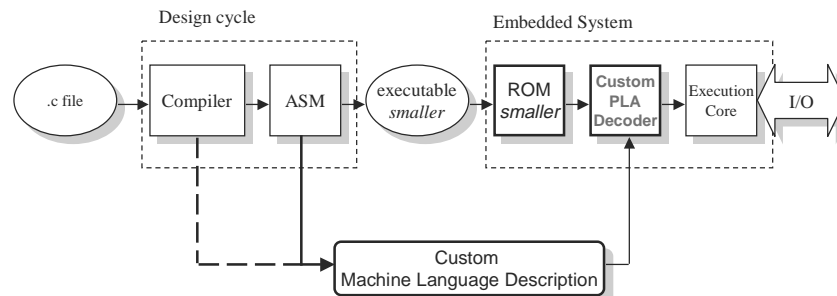 Design cycle
Embedded System
.c file
Compiler
ASM
executable
smaller
ROM
smaller
Custom
PLA
Decoder
Execution
Core
I/O
Custom
Machine Language Description